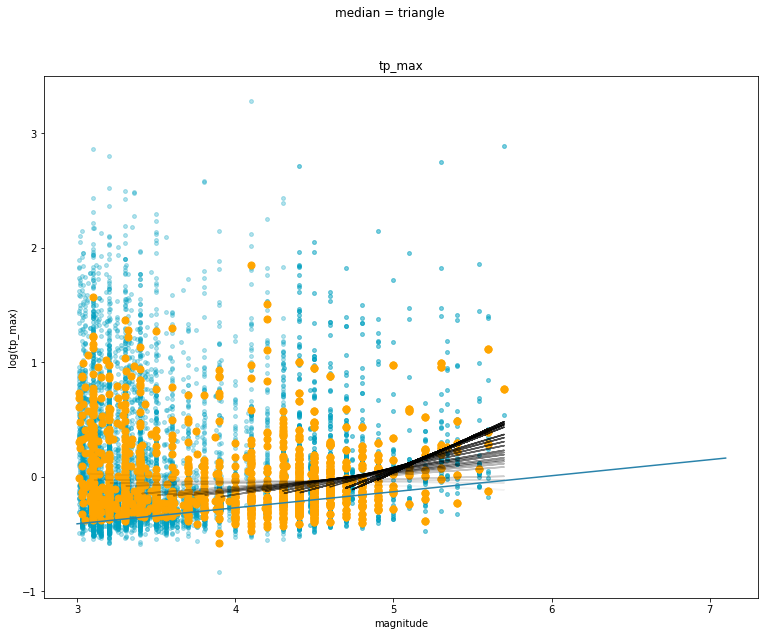 median = triangle
tp_max
log(tp_max)
3
2
1
0
−1
3
4
5
6
7
magnitude